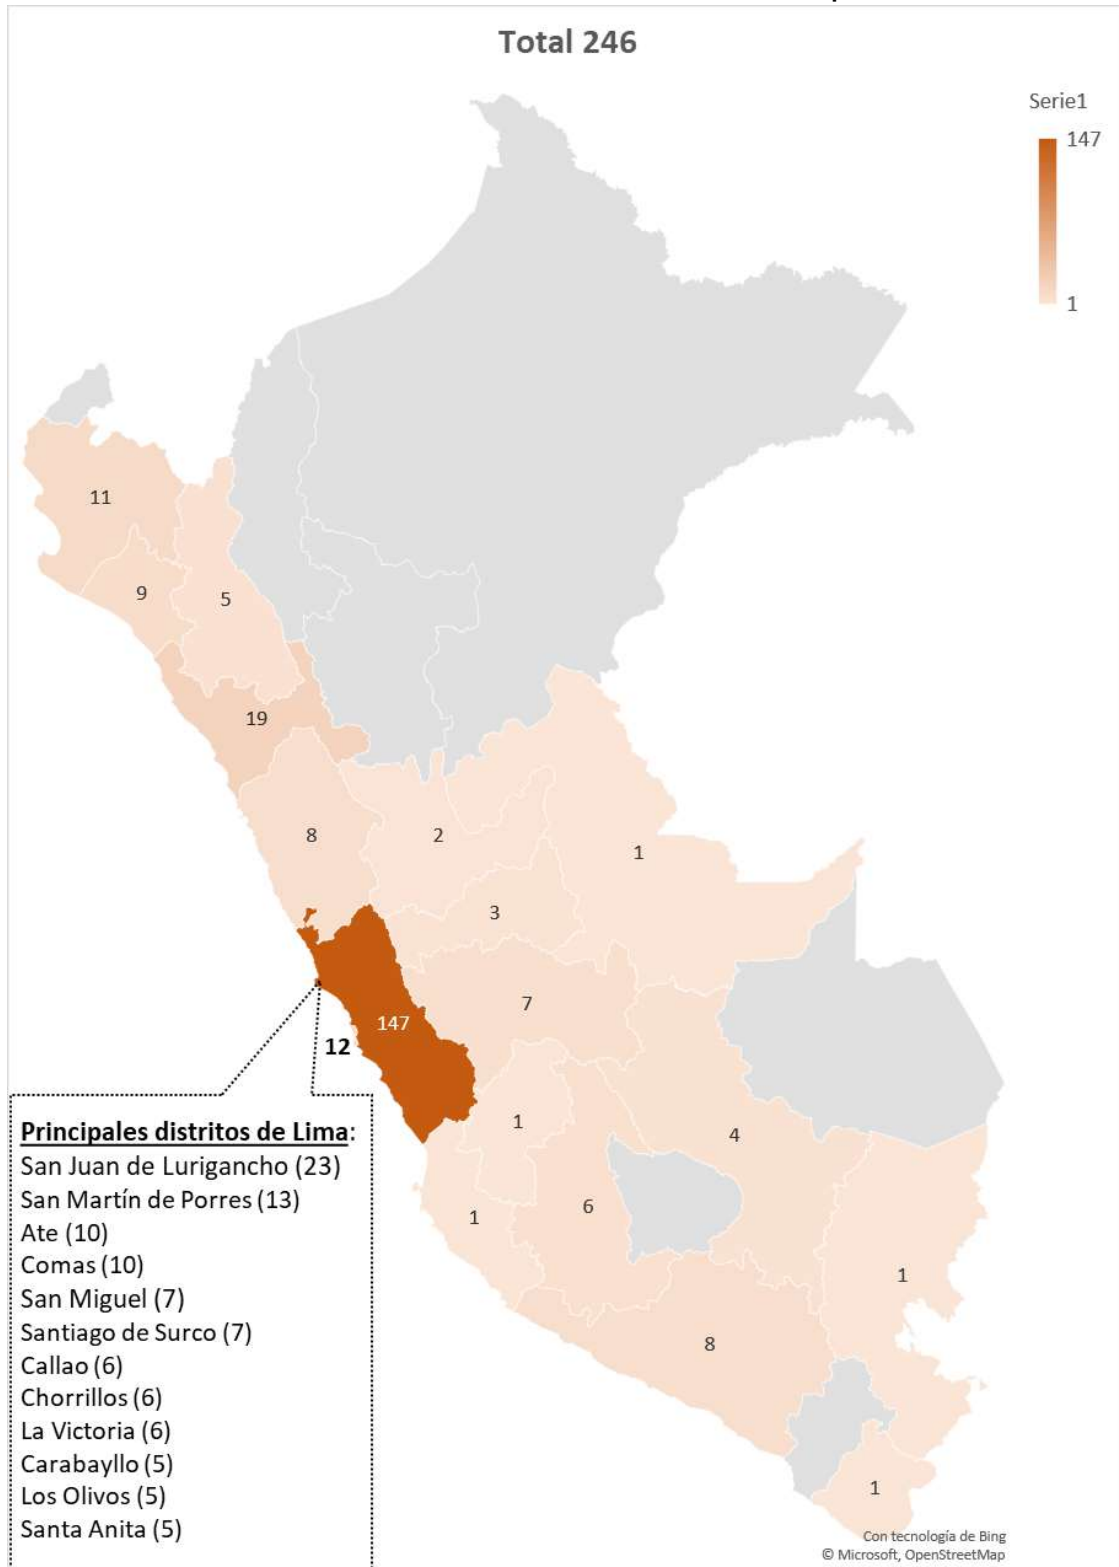 Total 246
Serie1
147
1
11
9
5
19
8
2
1
3
7
147
12
1
4
6
1
1
8
1
Principales distritos de Lima:
San Juan de Lurigancho (23)
San Martín de Porres (13)
Ate (10)
Comas (10)
San Miguel (7)
Santiago de Surco (7)
Callao (6)
Chorrillos (6)
La Victoria (6)
Carabayllo (5)
Los Olivos (5)
Santa Anita (5)
Con tecnología de Bing
© Microsoft, OpenStreetMap